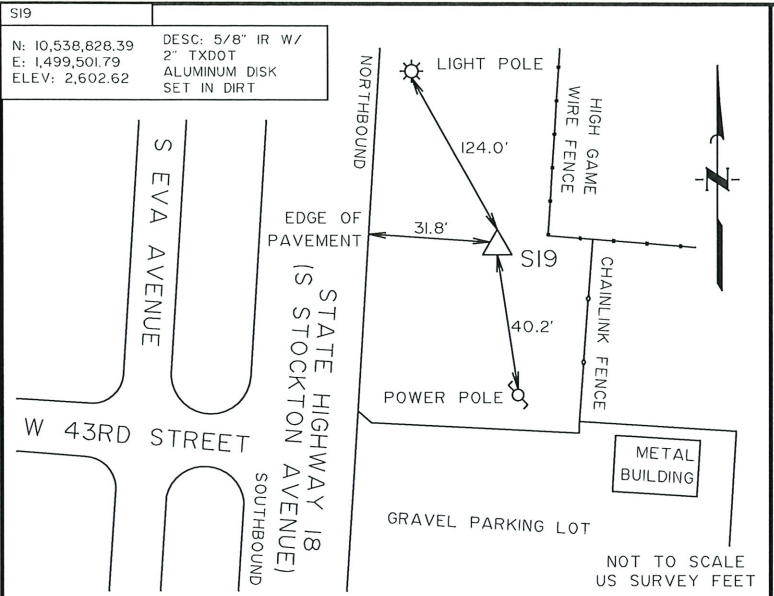 S19
N: 10,538,828.39
E: 1,499,501.79
ELEV: 2,602.62
DESC: 5/8" IR W/
2" TXDOT
ALUMINUM DISK
SET IN DIRT
NORTHBOUND
LIGHT POLE
HIGH GAME
WIRE FENCE
124.0'
N
S EVA AVENUE
EDGE OF
PAVEMENT
31.8'
S19
STATE HIGHWAY 18
(S STOCKTON AVENUE)
CHAINLINK FENCE
40.2'
POWER POLE
W 43RD STREET
SOUTHBOUND
METAL
BUILDING
GRAVEL PARKING LOT
NOT TO SCALE
US SURVEY FEET